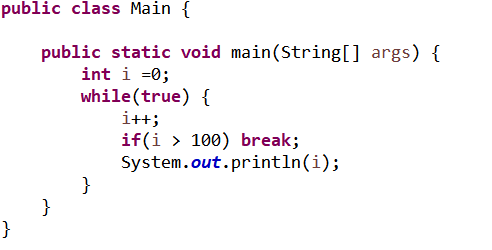 public class Main {
public static void main(String[] args) {
int i =0;
while(true) {
i++;
if(i > 100) break;
System.out.println(i);
}
}
}